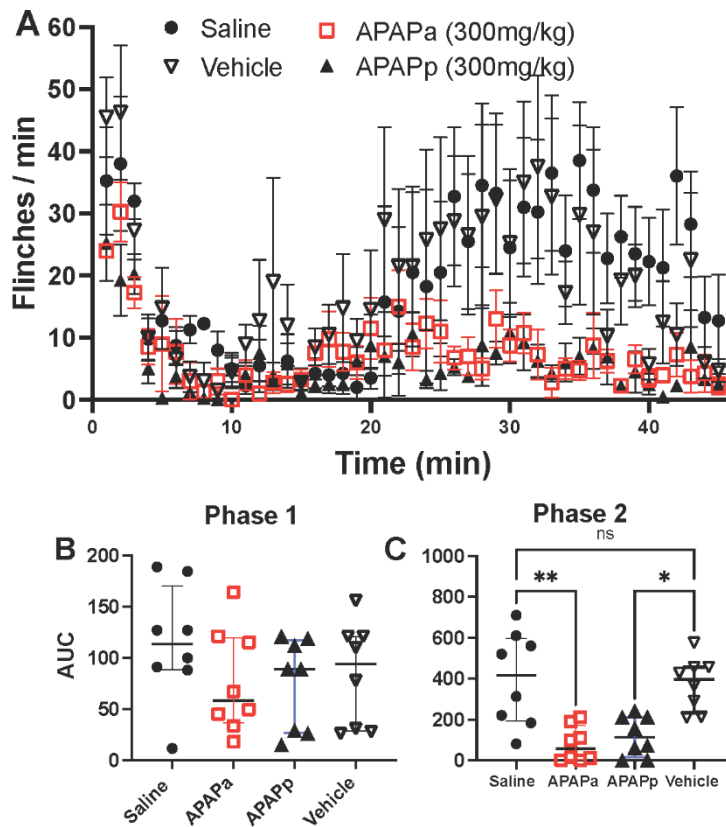 A
Saline
APAPa (300mg/kg)
Vehicle
APAPp (300mg/kg)
60
50
40
30
20
10
0
Flinches / min
0 10 20 30 40
Time (min)
Phase 1
B
200
150
100
50
0
AUC
Saline APAPa APAPp Vehicle
Phase 2
ns
C
1000
800
600
400
200
0
** *
Saline APAPa APAPp Vehicle